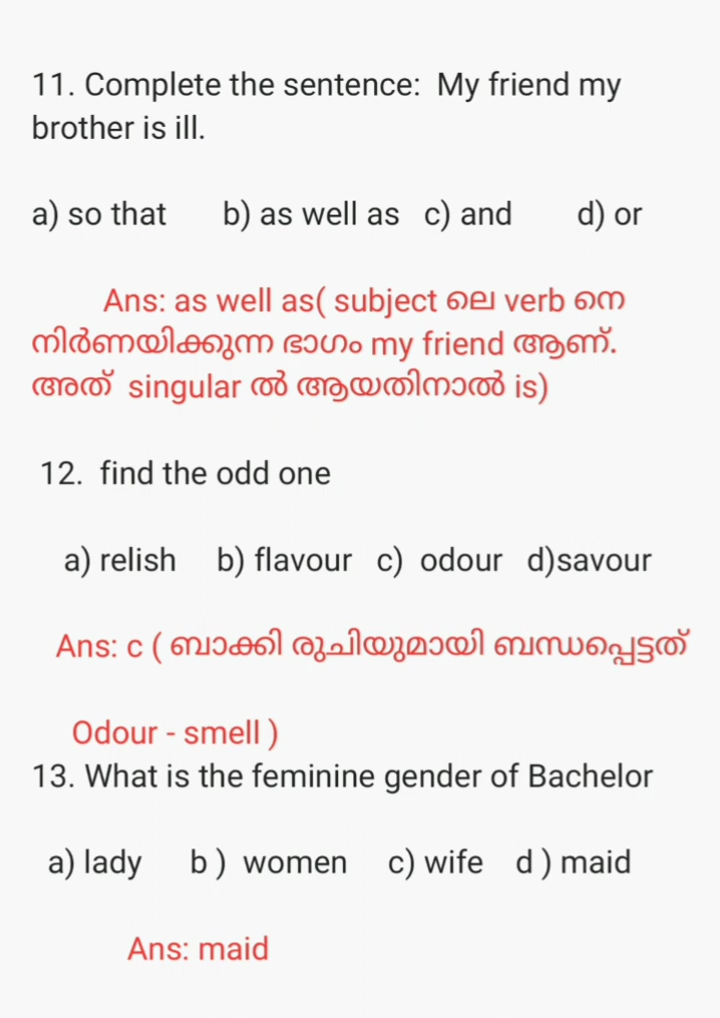 11. Complete the sentence: My friend my
brother is ill.
a) so that b) as well as c) and d) or
Ans: as well as( subject ലെ verb നെ
നിർണയിക്കുന്ന ഭാഗം my friend ആണ്.
അത് singular ൽ ആയതിനാൽ is)
12. find the odd one
a) relish b) flavour c) odour d)savour
Ans: c ( ബാക്കി രുചിയുമായി ബന്ധപ്പെട്ടത്
Odour - smell )
13. What is the feminine gender of Bachelor
a) lady b ) women c) wife d ) maid
Ans: maid